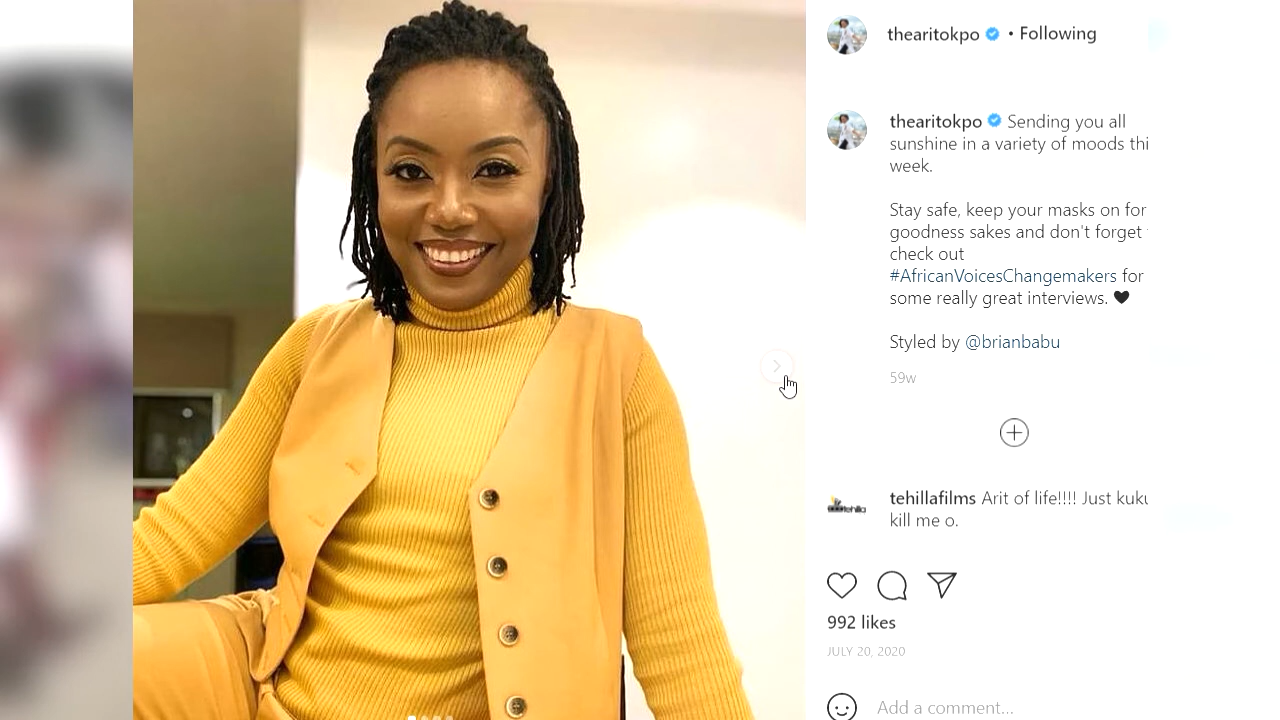 thearitokpo • Following
thearitokpo Sending you all
sunshine in a variety of moods thi
week.
Stay safe, keep your masks on for
goodness sakes and don't forget
check out
#AfricanVoicesChangemakers for
some really great interviews. 🖤
Styled by @brianbabu
59w
tehillafilms Arit of life!!!! Just kuku
kill me o.
992 likes
JULY 20, 2020
Add a comment...